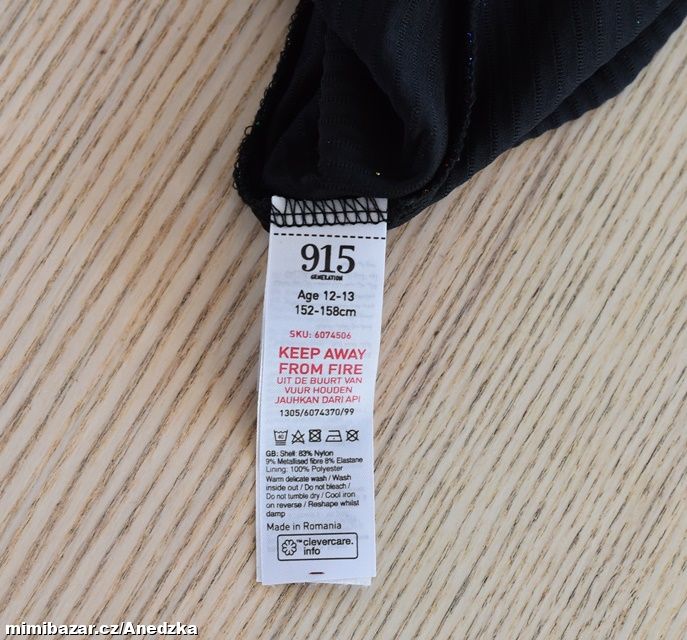 915
GENERATION
Age 12-13
152-158cm
SKU: 6074506
KEEP AWAY
FROM FIRE
UIT DE BUURT VAN
VUUR HOUDEN
JAUHKAN DARI API
1305/6074370/99
40
GB: Shell: 83% Nylon
9% Metallised fibre 8% Elastane
Lining: 100% Polyester
Warm delicate wash / Wash
inside out / Do not bleach /
Do not tumble dry / Cool iron
on reverse / Reshape whilst
damp
Made in Romania
™clevercare.
info
mimibazar.cz/Anedzka